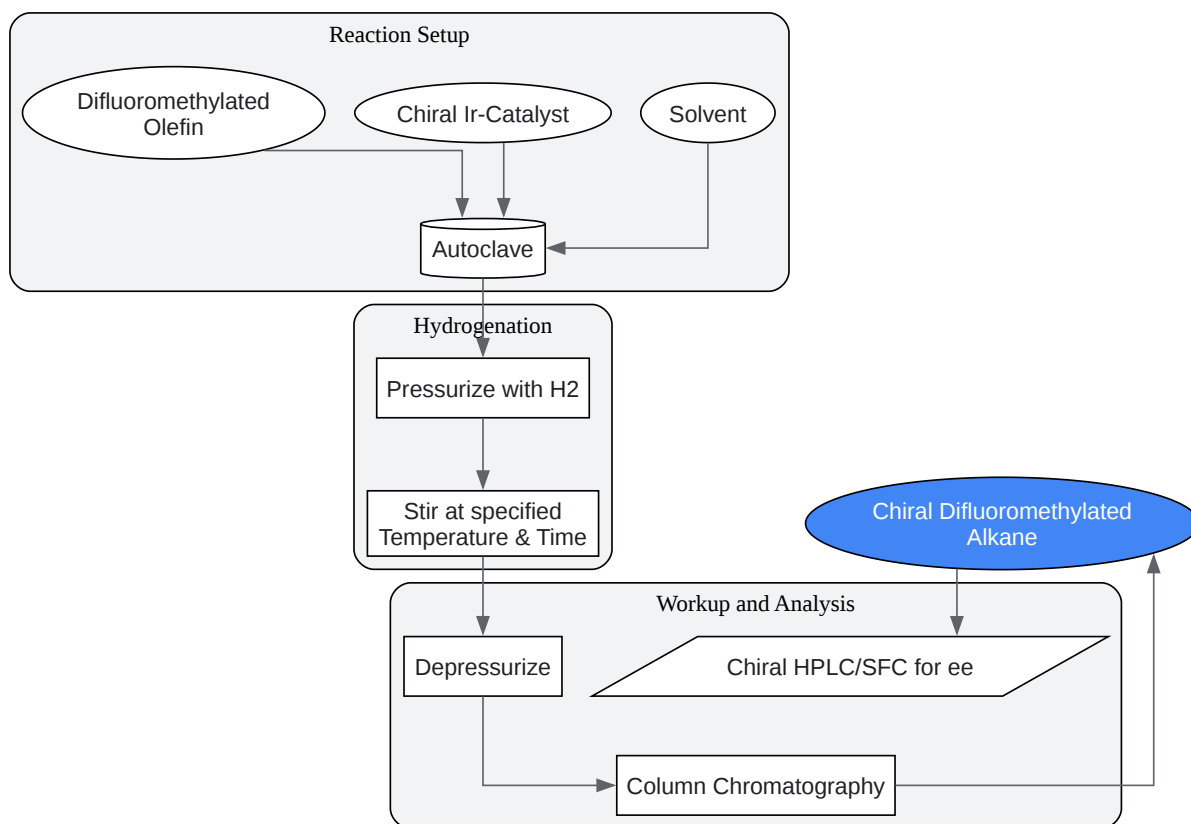 Reaction Setup
Difluoromethylated
Olefin
Chiral Ir-Catalyst
Solvent
Autoclave
Hydrogenation
Pressurize with H2
Stir at specified
Temperature & Time
Chiral Difluoromethylated
Alkane
Workup and Analysis
Depressurize
Chiral HPLC/SFC for ee
Column Chromatography